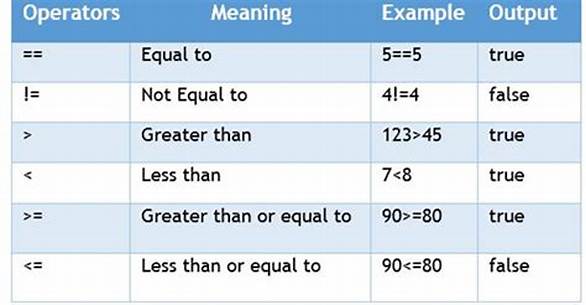 Operators Meaning Example Output
== Equal to 5==5 true
!= Not Equal to 4!=4 false
> Greater than 123>45 true
< Less than 7<8 true
>= Greater than or equal to 90>=80 true
<= Less than or equal to 90<=80 false